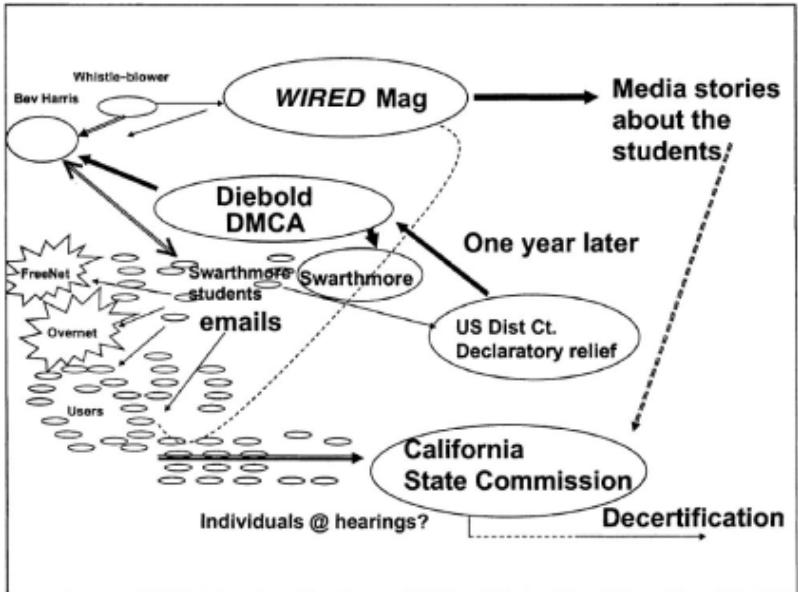 Whistle-blower
Bev Harris
WIRED Mag
Media stories
about the
students
Diebold
DMCA
One year later
FreeNet
Swarthmore
students
emails
Swarthmore
Overnet
US Dist Ct.
Declaratory relief
Users
California
State Commission
Individuals @ hearings?
Decertification